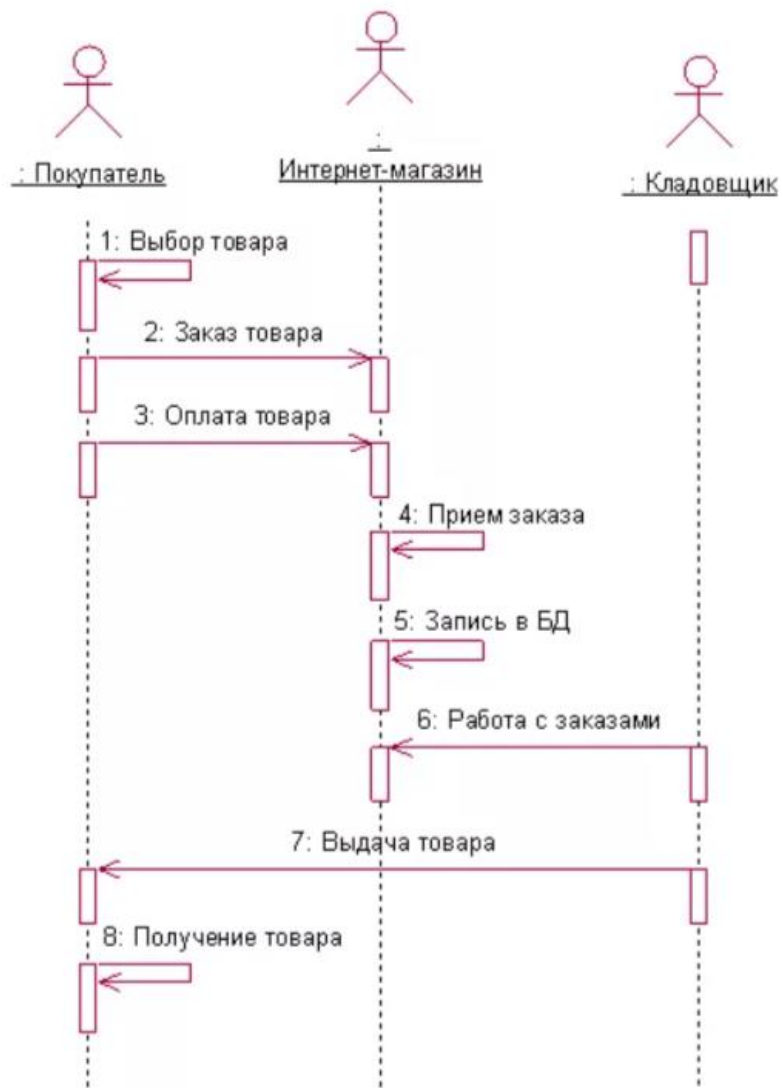 : Покупатель
:
Интернет-магазин
: Кладовщик
1: Выбор товара
2: Заказ товара
3: Оплата товара
4: Прием заказа
5: Запись в БД
6: Работа с заказами
7: Выдача товара
8: Получение товара